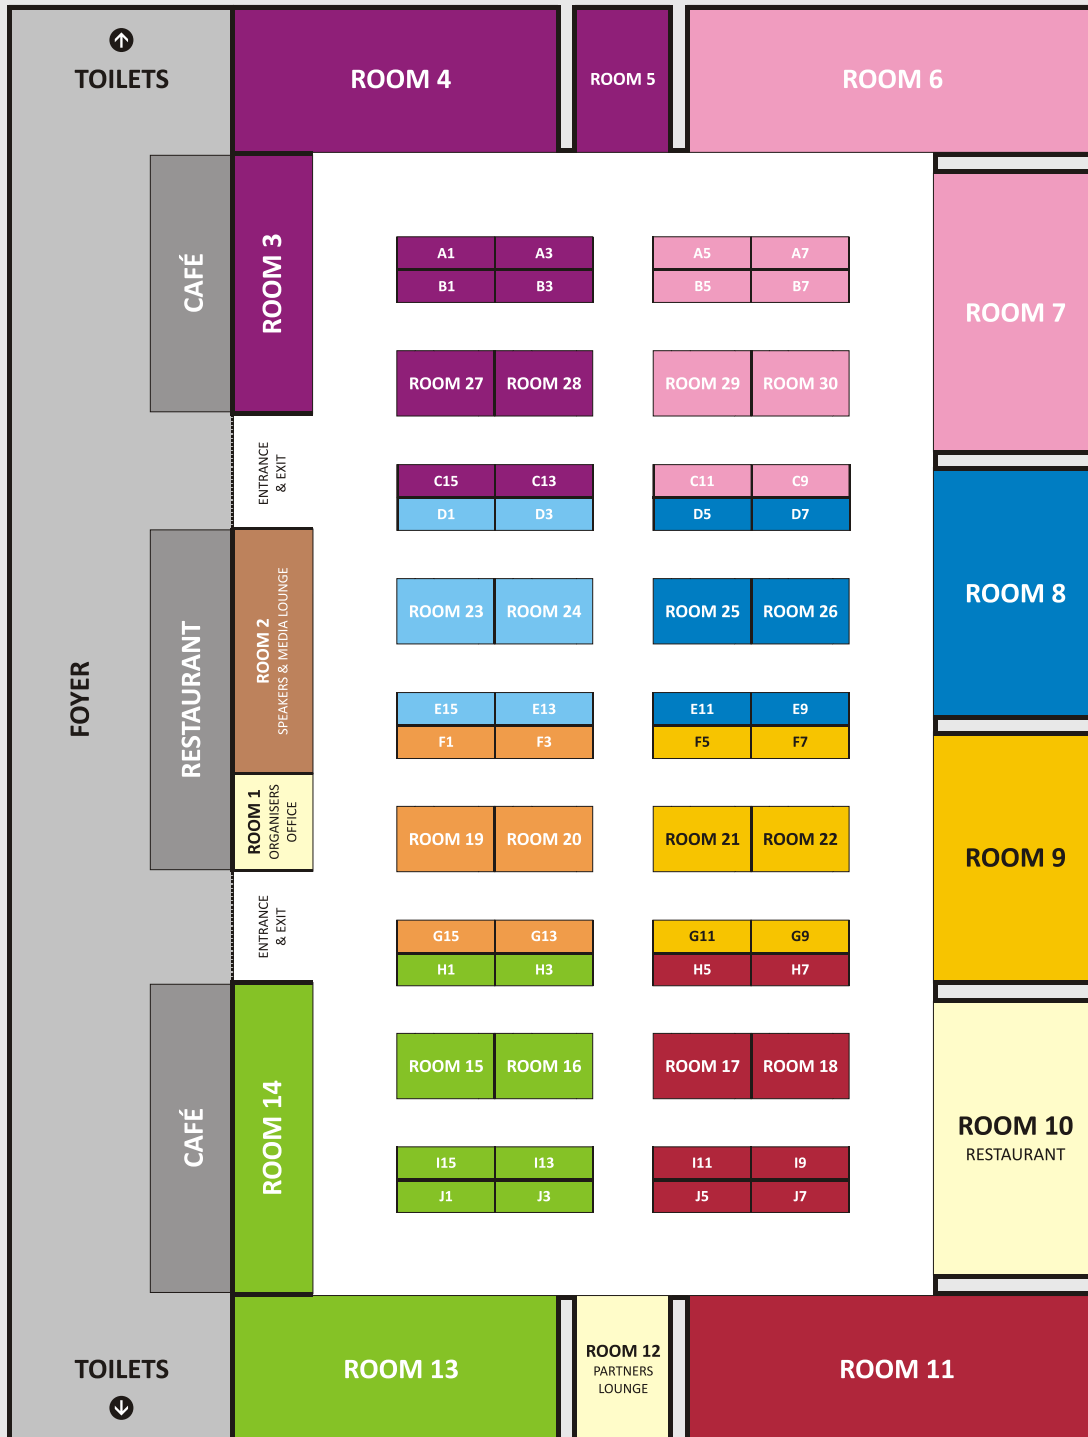 TOILETS
ROOM 4
ROOM 5
ROOM 6
CAFÉ
ROOM 3
A1
A3
A5
A7
B1
B3
B5
B7
ROOM 7
ROOM 27
ROOM 28
ROOM 29
ROOM 30
ENTRANCE
& EXIT
C15
C13
C11
C9
D1
D3
D5
D7
ROOM 8
ROOM 23
ROOM 24
ROOM 25
ROOM 26
FOYER
RESTAURANT
ROOM 2
SPEAKERS & MEDIA LOUNGE
E15
E13
E11
E9
F1
F3
F5
F7
ROOM 1
ORGANISERS
OFFICE
ROOM 19
ROOM 20
ROOM 21
ROOM 22
ROOM 9
ENTRANCE
& EXIT
G15
G13
G11
G9
H1
H3
H5
H7
CAFÉ
ROOM 14
ROOM 15
ROOM 16
ROOM 17
ROOM 18
ROOM 10
RESTAURANT
I15
I13
I11
I9
J1
J3
J5
J7
TOILETS
ROOM 13
ROOM 12
PARTNERS
LOUNGE
ROOM 11